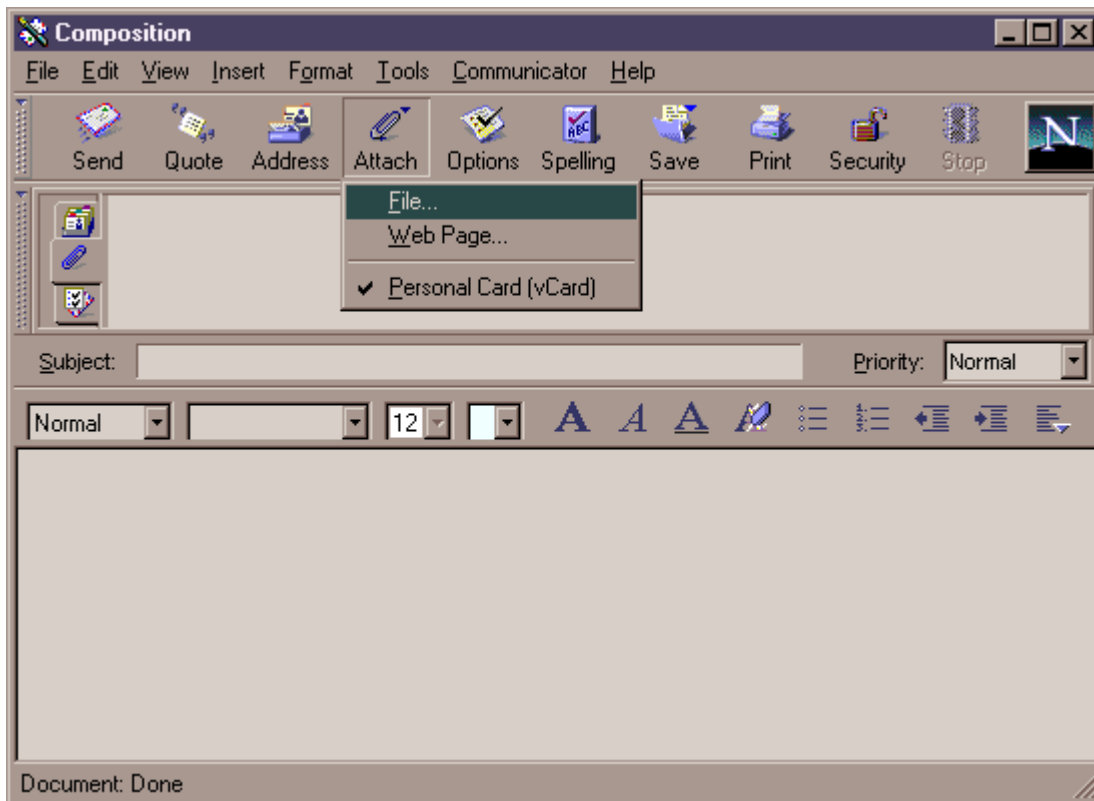 Composition
File Edit View Insert Format Tools Communicator Help
ABC N
Send Quote Address Attach Options Spelling Save Print Security Stop
File...
Web Page...
Personal Card (vCard)
Subject: Priority: Normal
Normal 12 A A A A
Document: Done